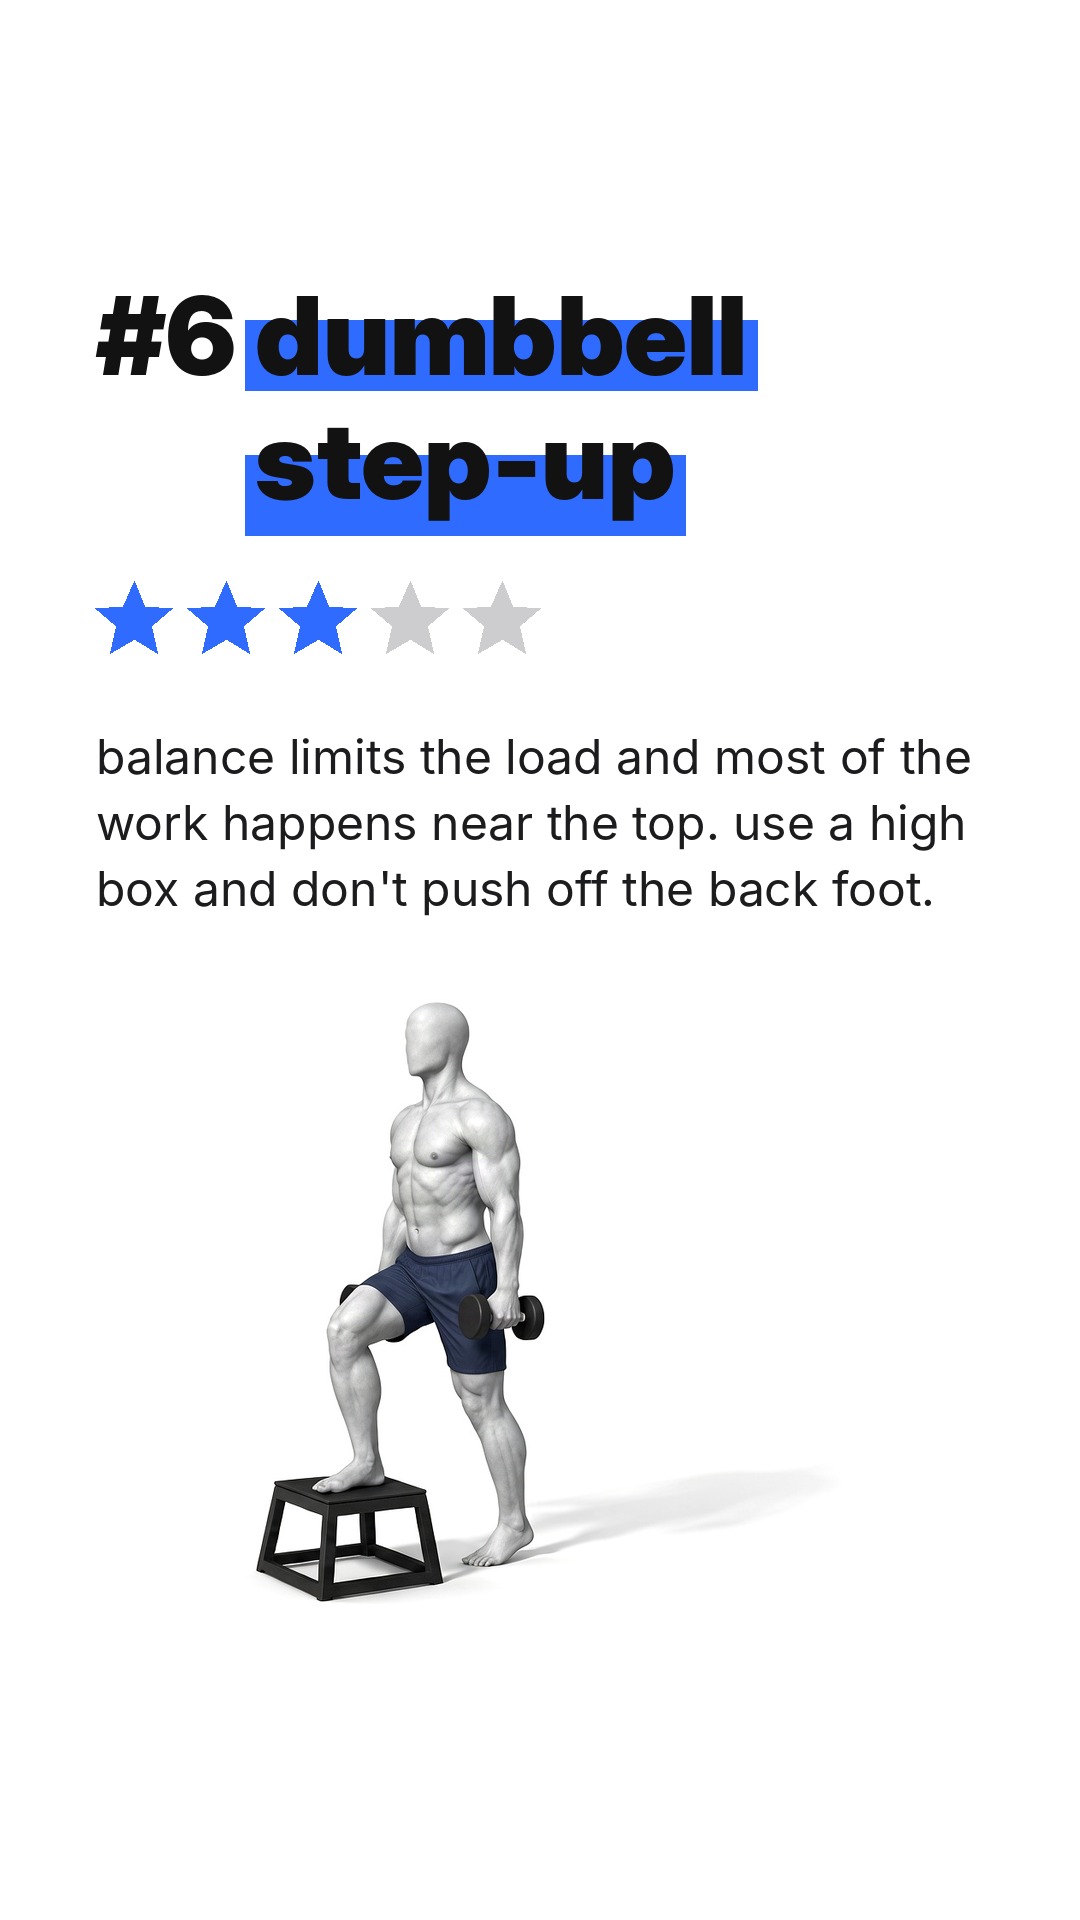 #6 dumbbell
step-up
balance limits the load and most of the
work happens near the top. use a high
box and don't push off the back foot.